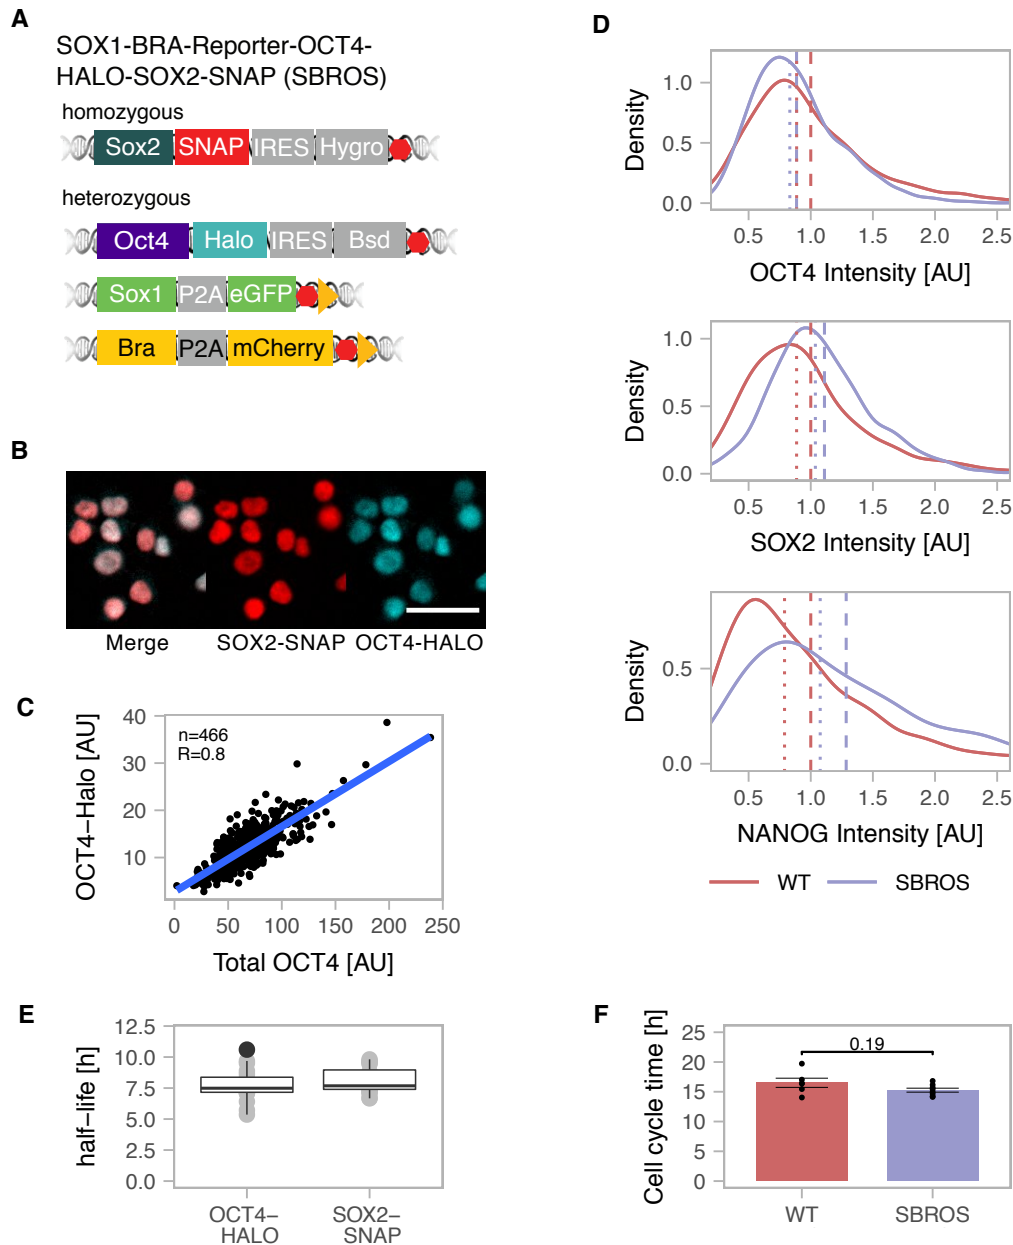 A
SOX1-BRA-Reporter-OCT4-
HALO-SOX2-SNAP (SBROS)
homozygous
Sox2 SNAP IRES Hygro
heterozygous
Oct4 Halo IRES Bsd
Sox1 P2A eGFP
Bra P2A mCherry
B
Merge SOX2-SNAP OCT4-HALO
C
OCT4–Halo [AU]
40
30
20
10
n=466
R=0.8
0 50 100 150 200 250
Total OCT4 [AU]
D
Density
1.0
0.5
0.0
0.5 1.0 1.5 2.0 2.5
OCT4 Intensity [AU]
Density
1.0
0.5
0.0
0.5 1.0 1.5 2.0 2.5
SOX2 Intensity [AU]
Density
0.5
0.0
0.5 1.0 1.5 2.0 2.5
NANOG Intensity [AU]
WT SBROS
E
half–life [h]
12.5
10.0
7.5
5.0
2.5
0.0
OCT4–
HALO
SOX2–
SNAP
F
Cell cycle time [h]
25
20
15
10
5
0
0.19
WT SBROS